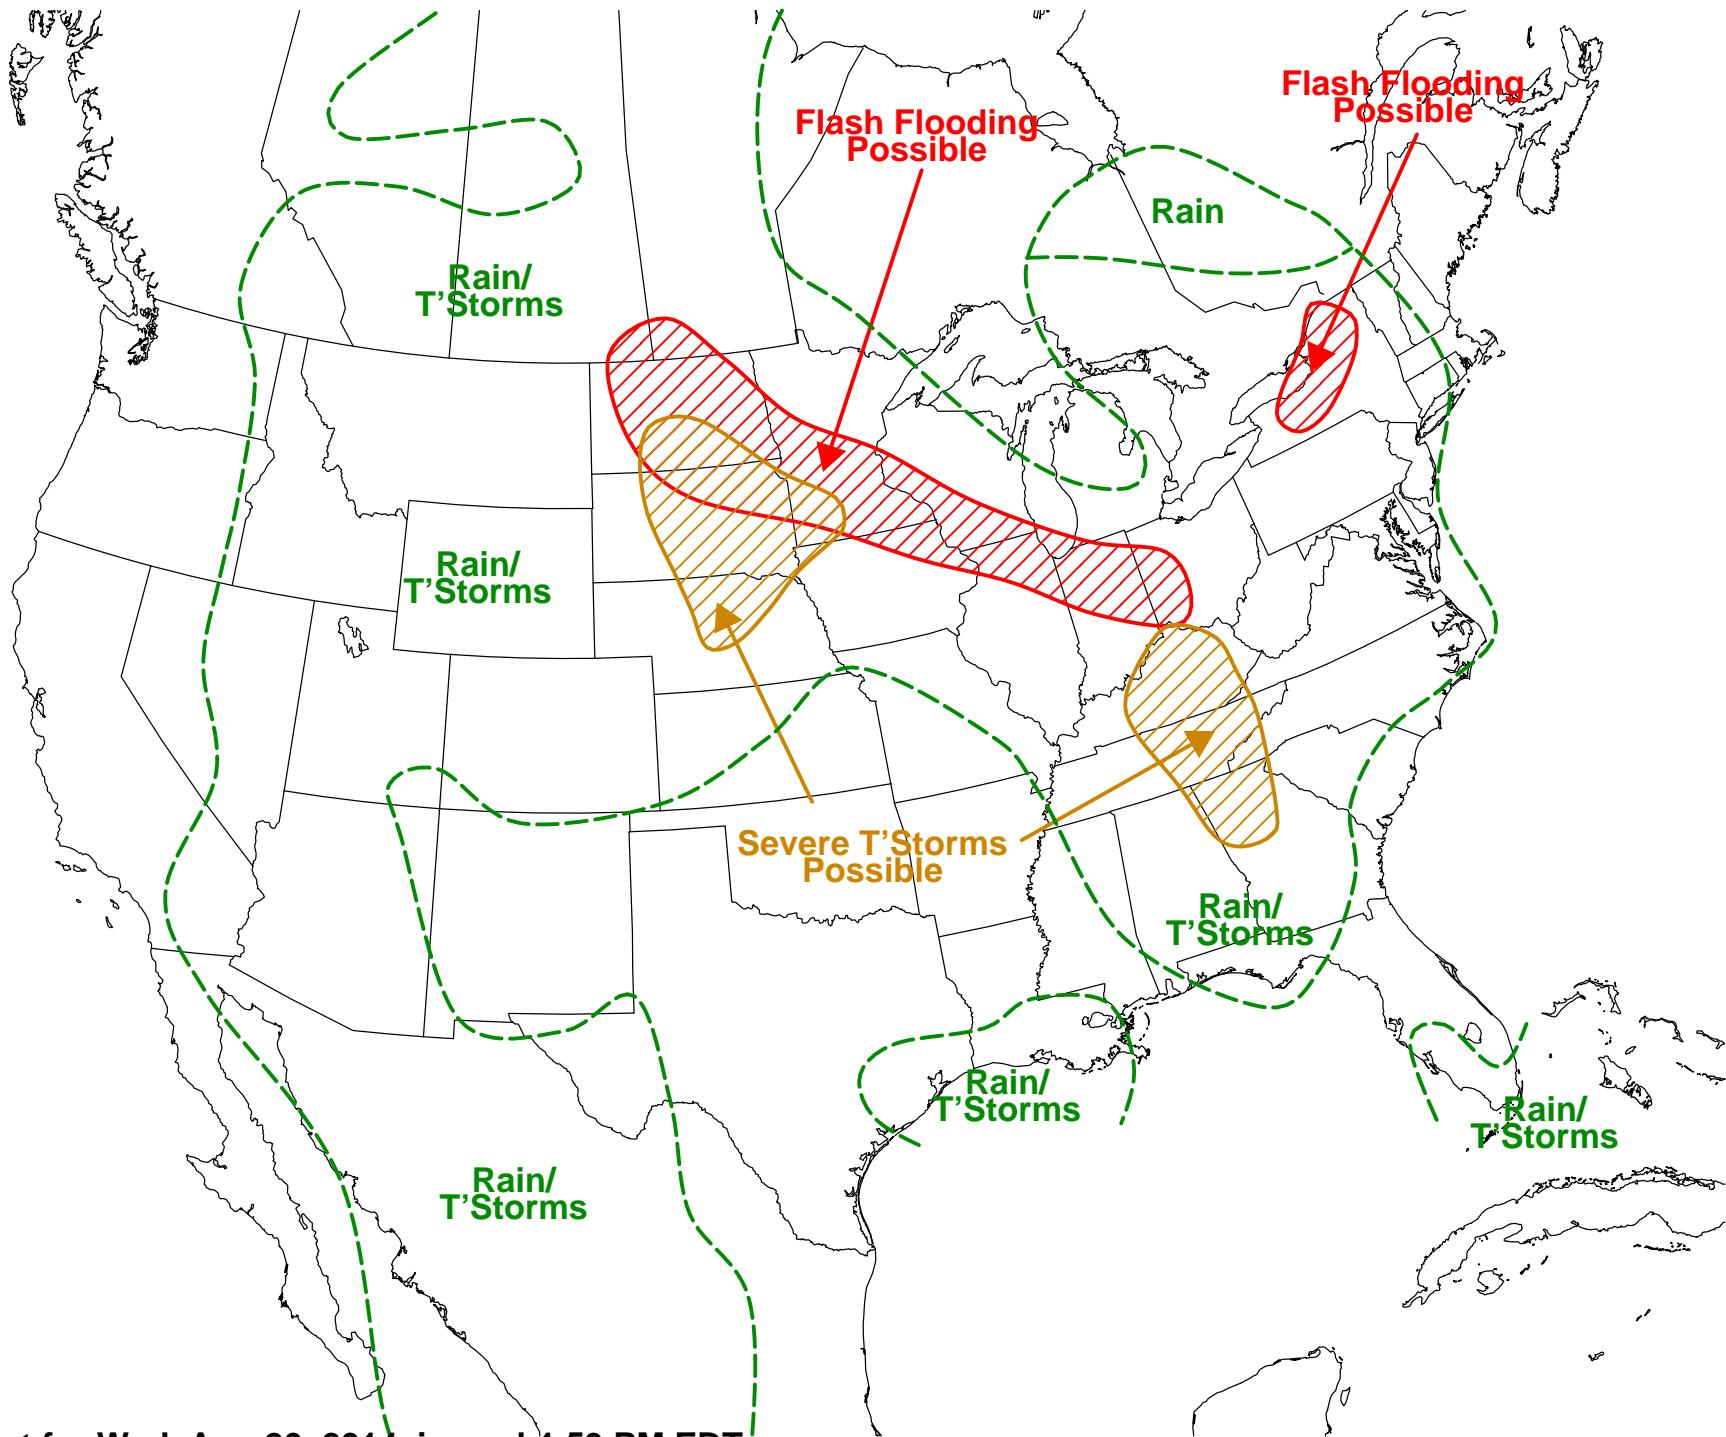 Flash Flooding
Possible
Flash Flooding
Possible
Rain
Rain/
T’Storms
Rain/
T’Storms
Severe T’Storms
Possible
Rain/
T’Storms
Rain/
T’Storms
Rain/
T’Storms
Rain/
T’Storms